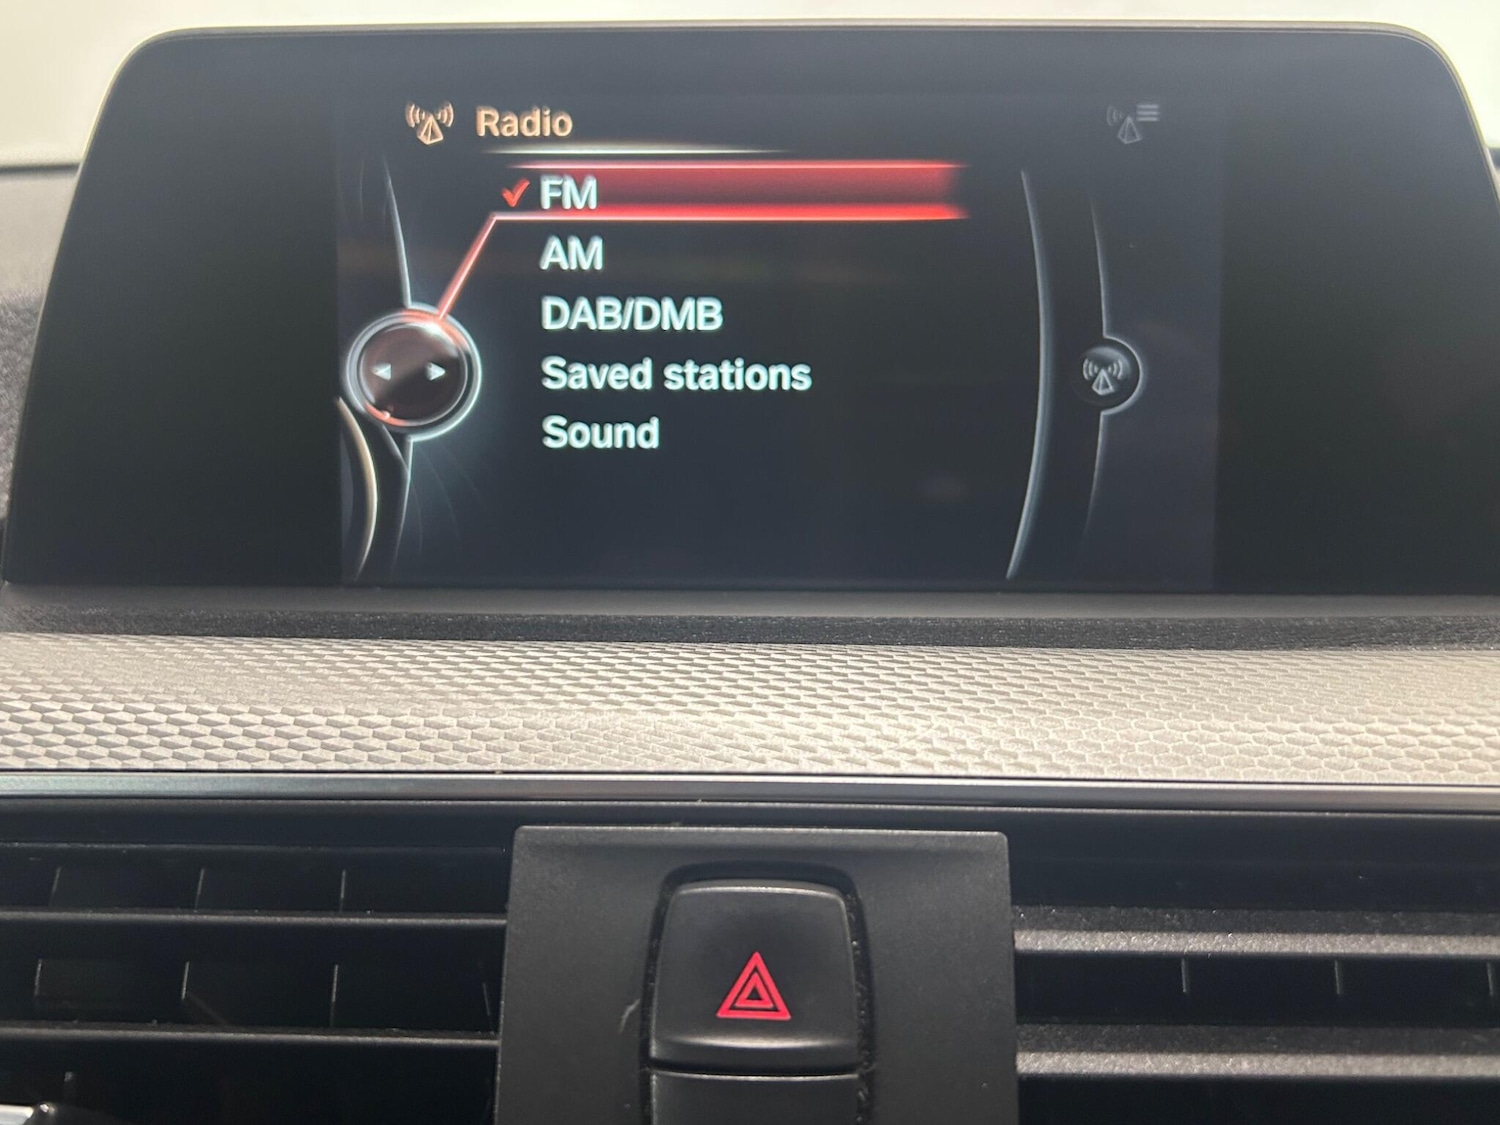 Radio
FM
AM
DAB/DMB
Saved stations
Sound